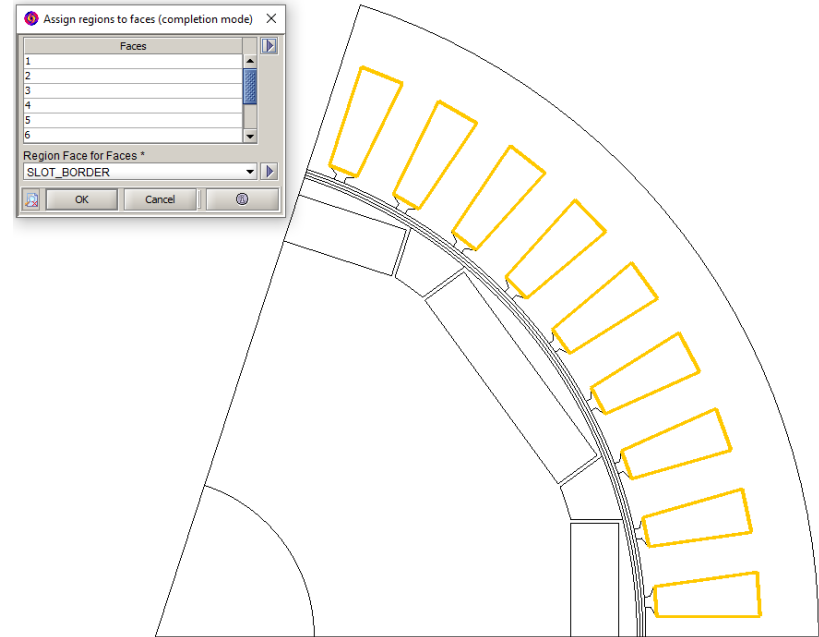 Assign regions to faces (completion mode)
Faces
1
2
3
4
5
6
Region Face for Faces *
SLOT_BORDER
OK
Cancel